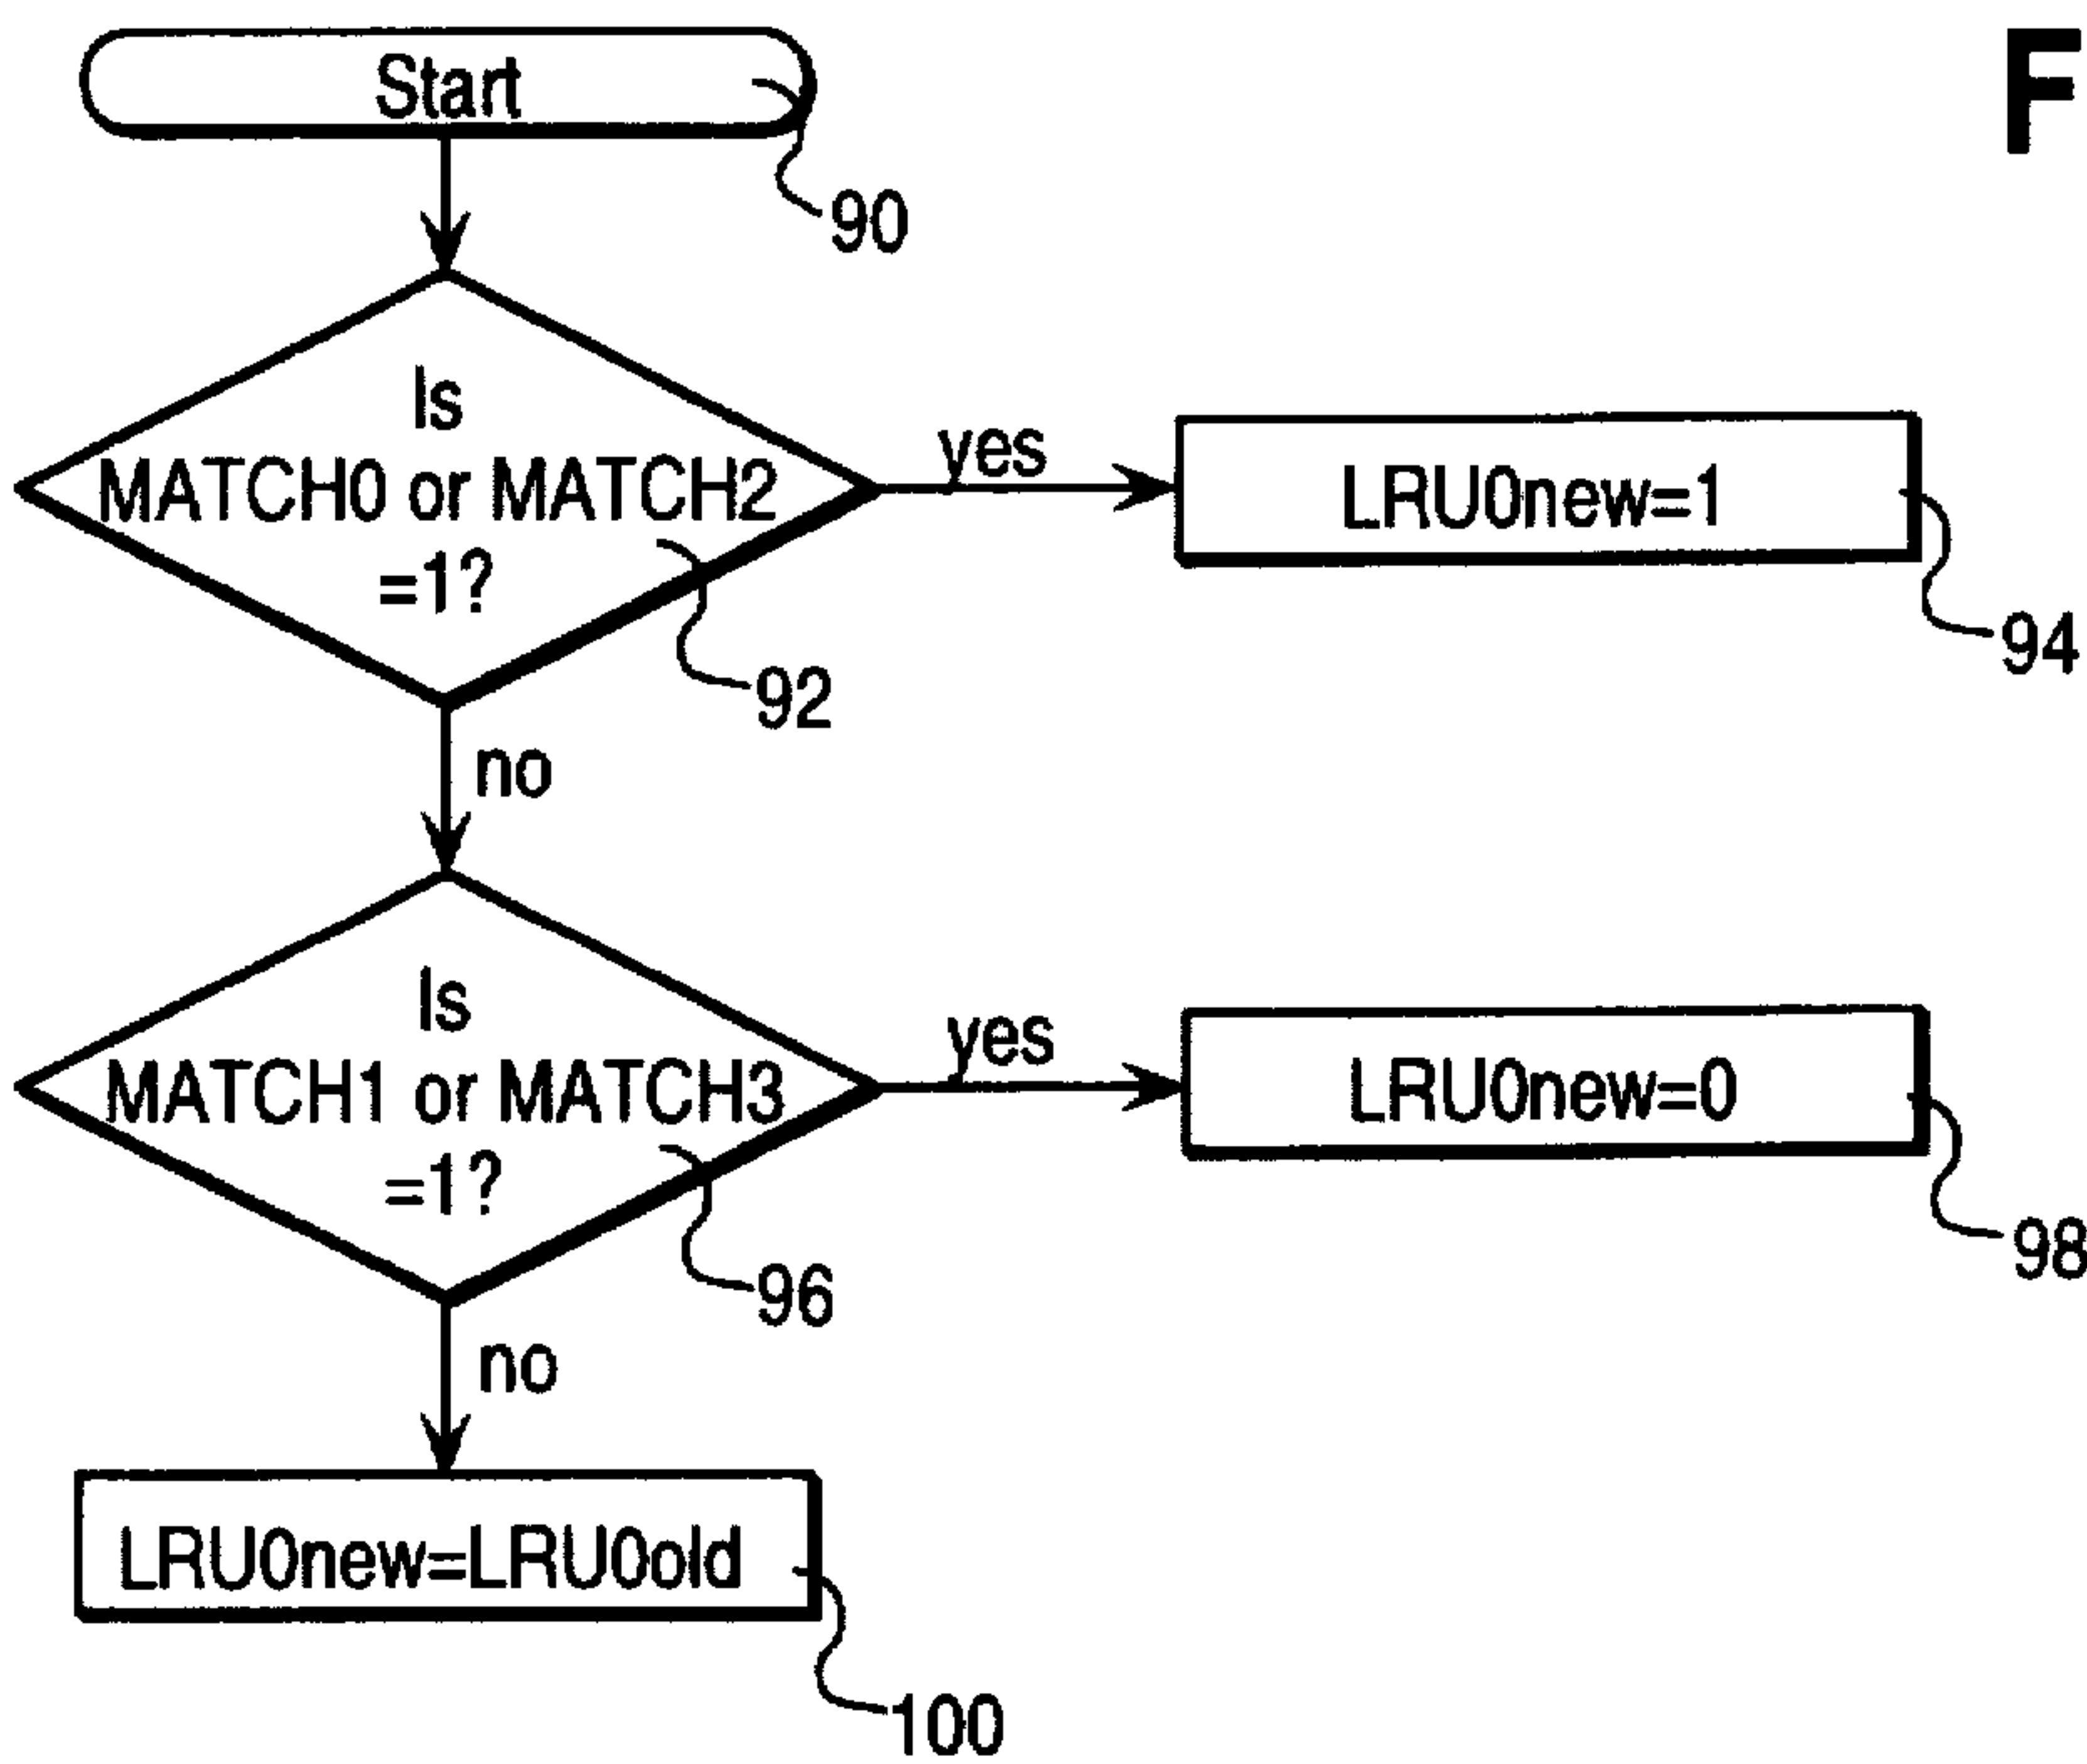 F
Start
90
Is
MATCH0 or MATCH2
=1?
yes
LRU0new=1
92
94
no
Is
MATCH1 or MATCH3
=1?
yes
LRU0new=0
96
98
no
LRU0new=LRU0old
100